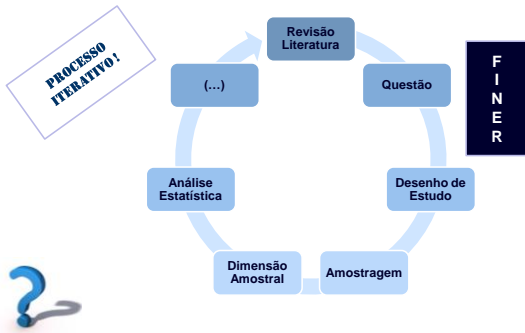 PROCESSO
ITERATIVO!
Revisão
Literatura
Questão
Desenho de
Estudo
Amostragem
Dimensão
Amostral
Análise
Estatística
(...)
F
I
N
E
R